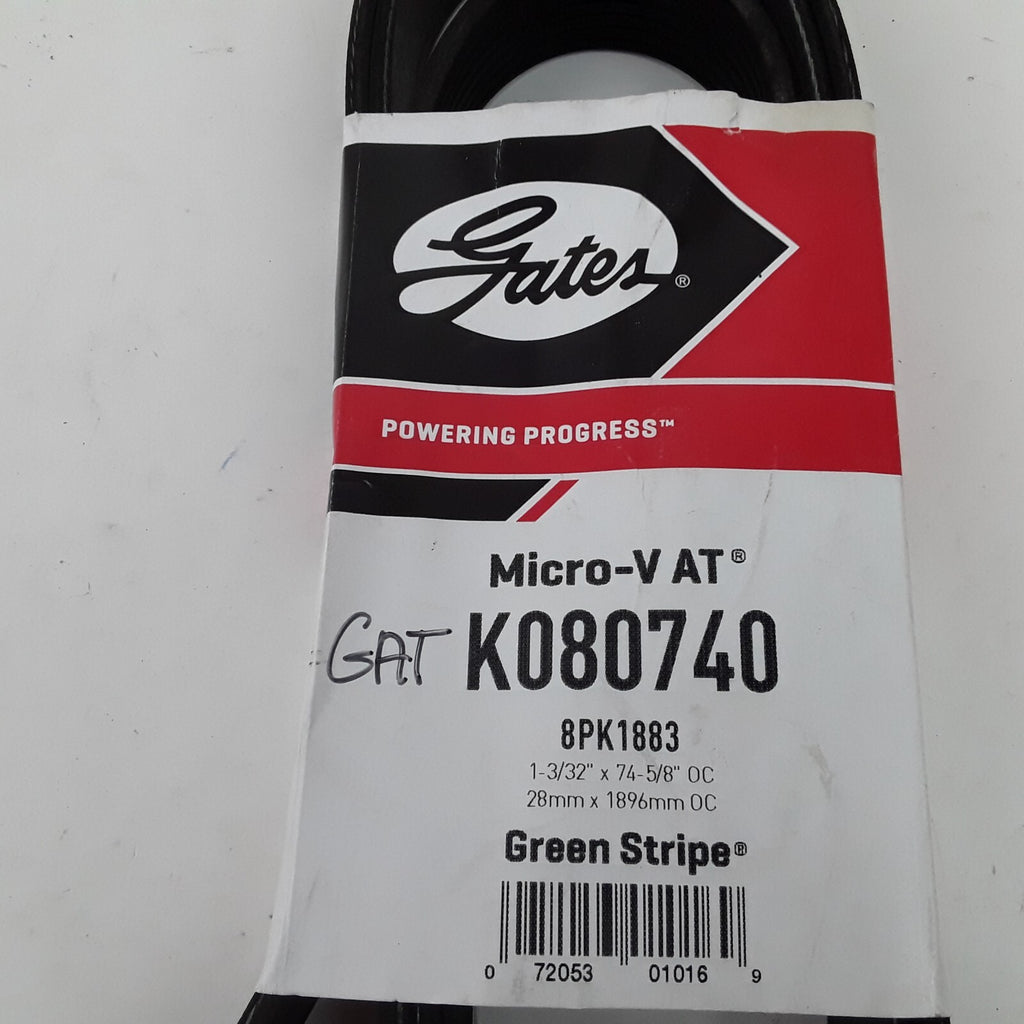 Gates®
POWERING PROGRESS™
Micro-V AT®
GAT K080740
8PK1883
1-3/32" x 74-5/8" OC
28mm x 1896mm OC
Green Stripe®
0 72053 01016 9